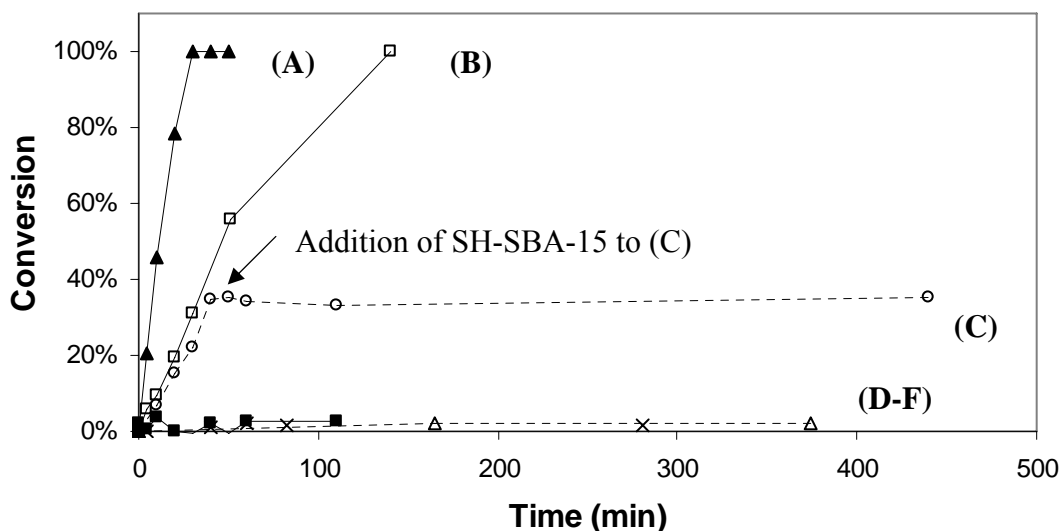 100%
80%
60%
40%
20%
0%
Conversion
(A)
(B)
Addition of SH-SBA-15 to (C)
(C)
(D-F)
0
100
200
300
400
500
Time (min)